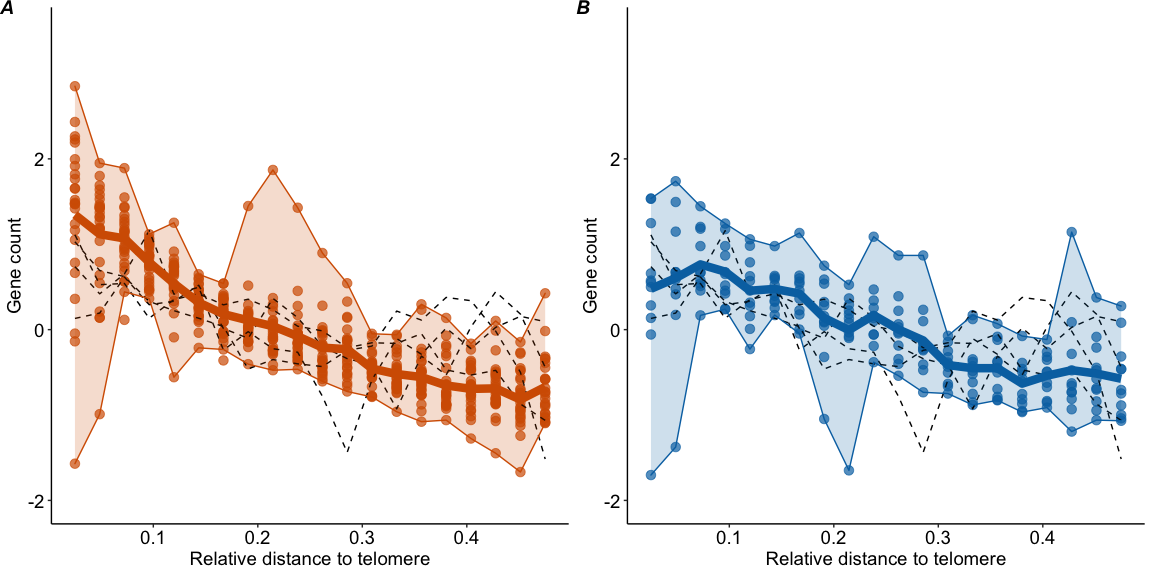 A
Gene count
2
0
-2
0.1 0.2 0.3 0.4
Relative distance to telomere
B
Gene count
2
0
-2
0.1 0.2 0.3 0.4
Relative distance to telomere